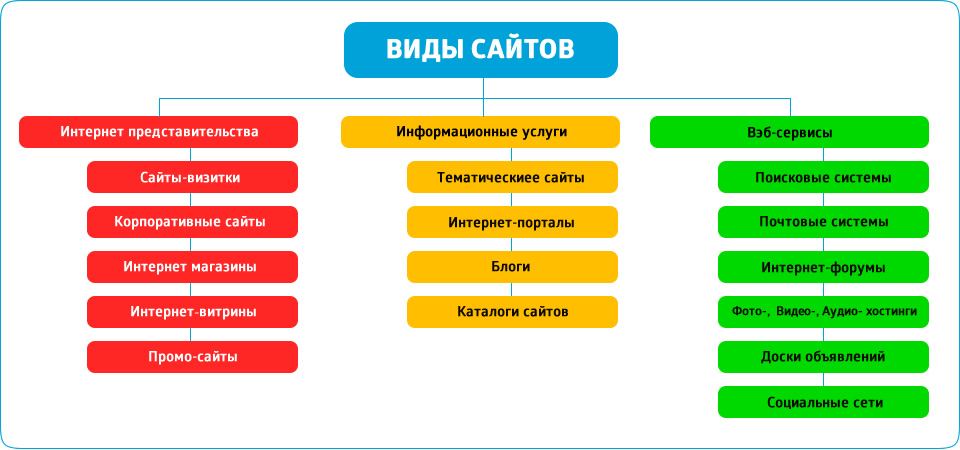 ВИДЫ САЙТОВ
Интернет представительства
Сайты-визитки
Корпоративные сайты
Интернет магазины
Интернет-витрины
Промо-сайты
Информационные услуги
Тематическиее сайты
Интернет-порталы
Блоги
Каталоги сайтов
Вэб-сервисы
Поисковые системы
Почтовые системы
Интернет-форумы
Фото-, Видео-, Аудио- хостинги
Доски объявлений
Социальные сети